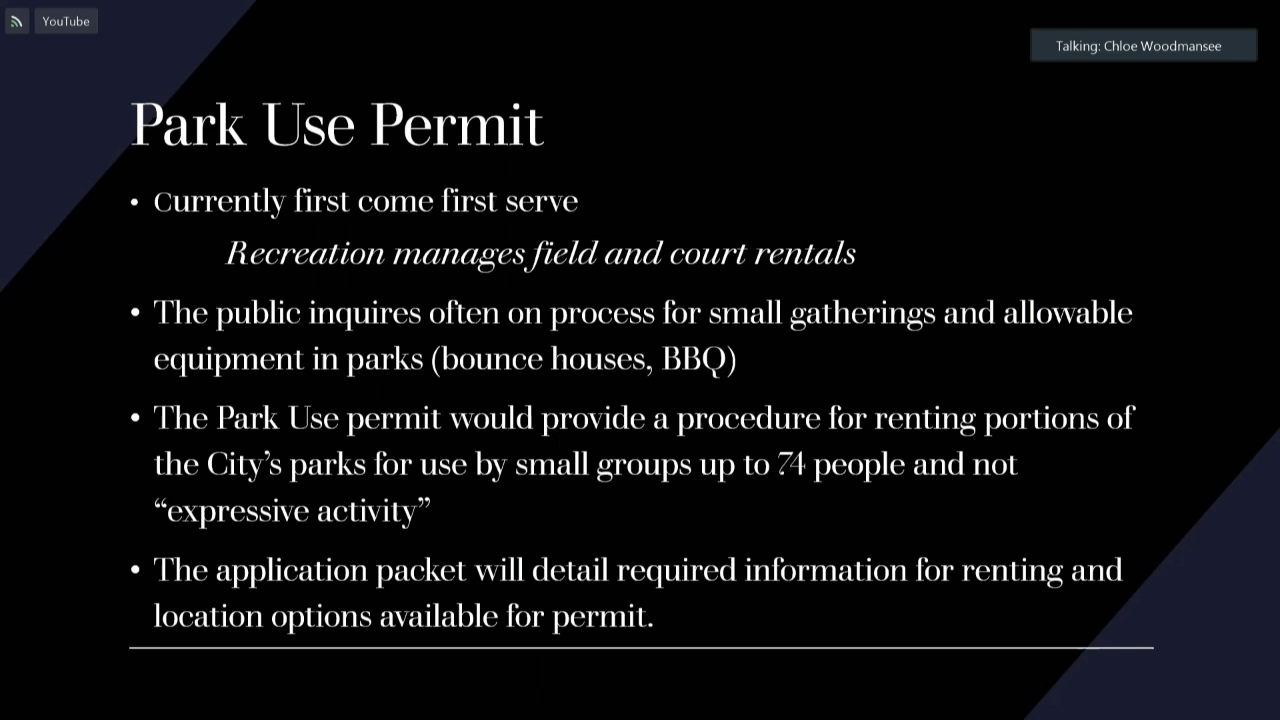 YouTube
Talking: Chloe Woodmansee
Park Use Permit
• Currently first come first serve
Recreation manages field and court rentals
• The public inquires often on process for small gatherings and allowable
equipment in parks (bounce houses, BBQ)
• The Park Use permit would provide a procedure for renting portions of
the City’s parks for use by small groups up to 74 people and not
“expressive activity”
• The application packet will detail required information for renting and
location options available for permit.